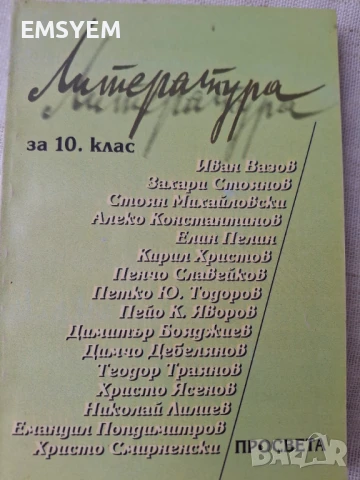 EMSYEM
Литература
за 10. клас
Иван Вазов
Захари Стоянов
Стоян Михайловски
Алеко Константинов
Елин Пелин
Кирил Христов
Пенчо Славейков
Петко Ю. Тодоров
Пейо К. Яворов
Димитър Бояджиев
Димчо Дебелянов
Теодор Траянов
Христо Ясенов
Николай Лилиев
Емануил Попдимитров
Христо Смирненски
ПРОСВЕТА
bazar